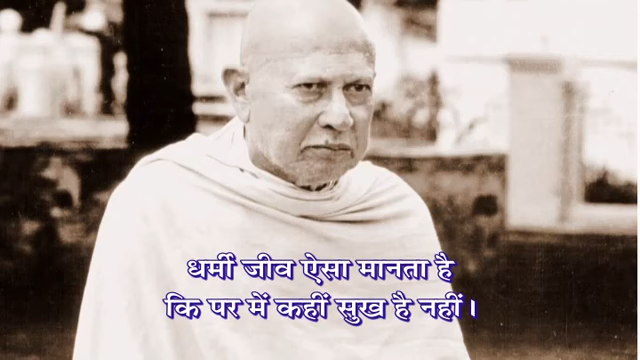 धर्मी जीव ऐसा मानता है
कि पर में कहीं सुख है नहीं।